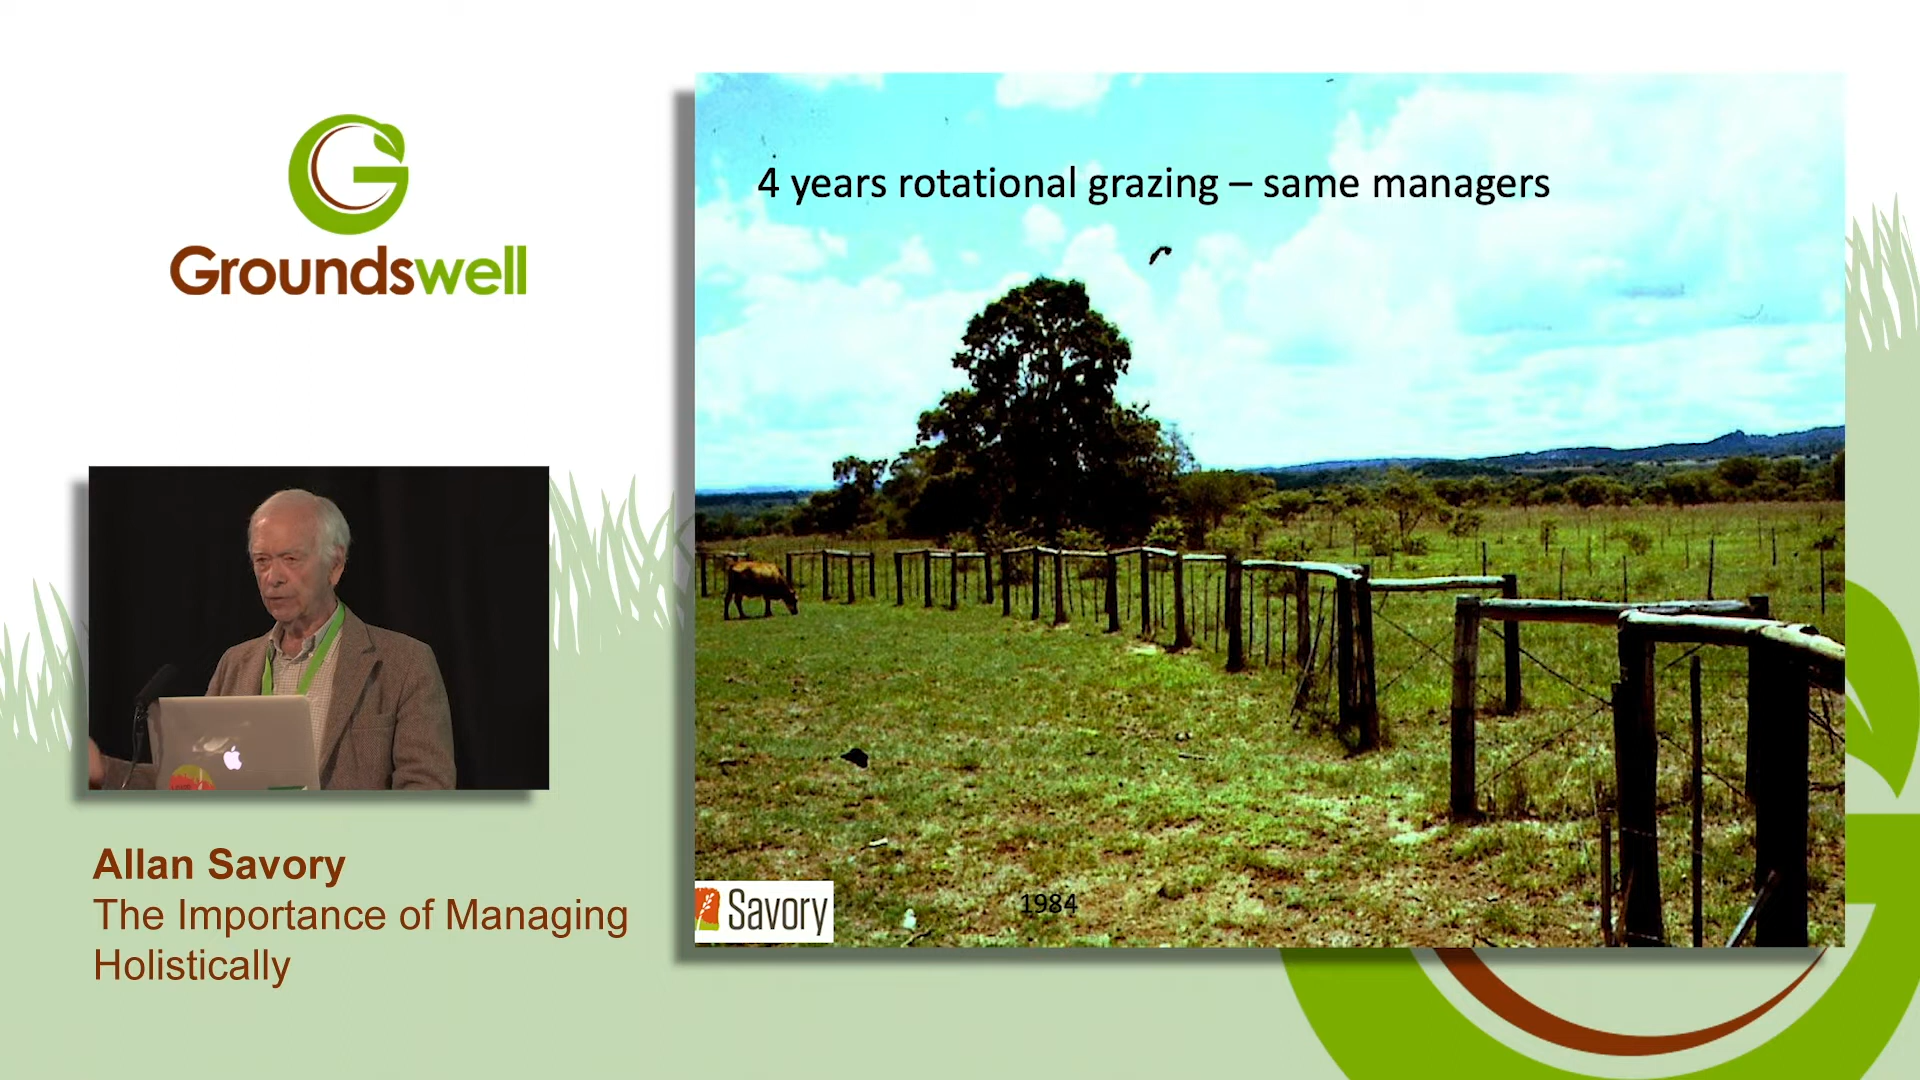 Groundswell
4 years rotational grazing – same managers
Allan Savory
The Importance of Managing
Holistically
Savory
1984